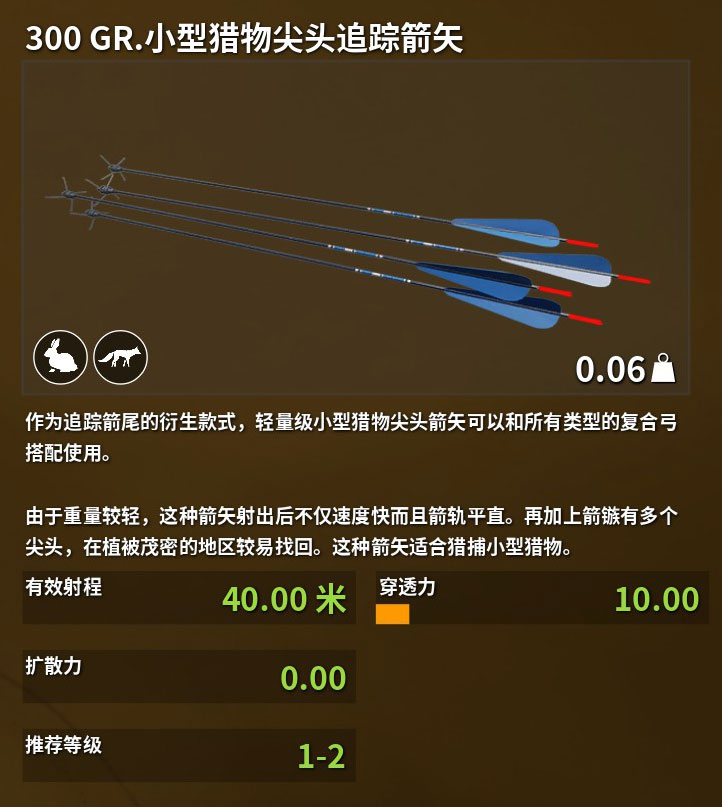 300 GR.小型猎物尖头追踪箭矢
0.06
作为追踪箭尾的衍生款式，轻量级小型猎物尖头箭矢可以和所有类型的复合弓
搭配使用。
由于重量较轻，这种箭矢射出后不仅速度快而且箭轨平直。再加上箭镞有多个
尖头，在植被茂密的地区较易找回。这种箭矢适合猎捕小型猎物。
有效射程
40.00 米
穿透力
10.00
扩散力
0.00
推荐等级
1-2